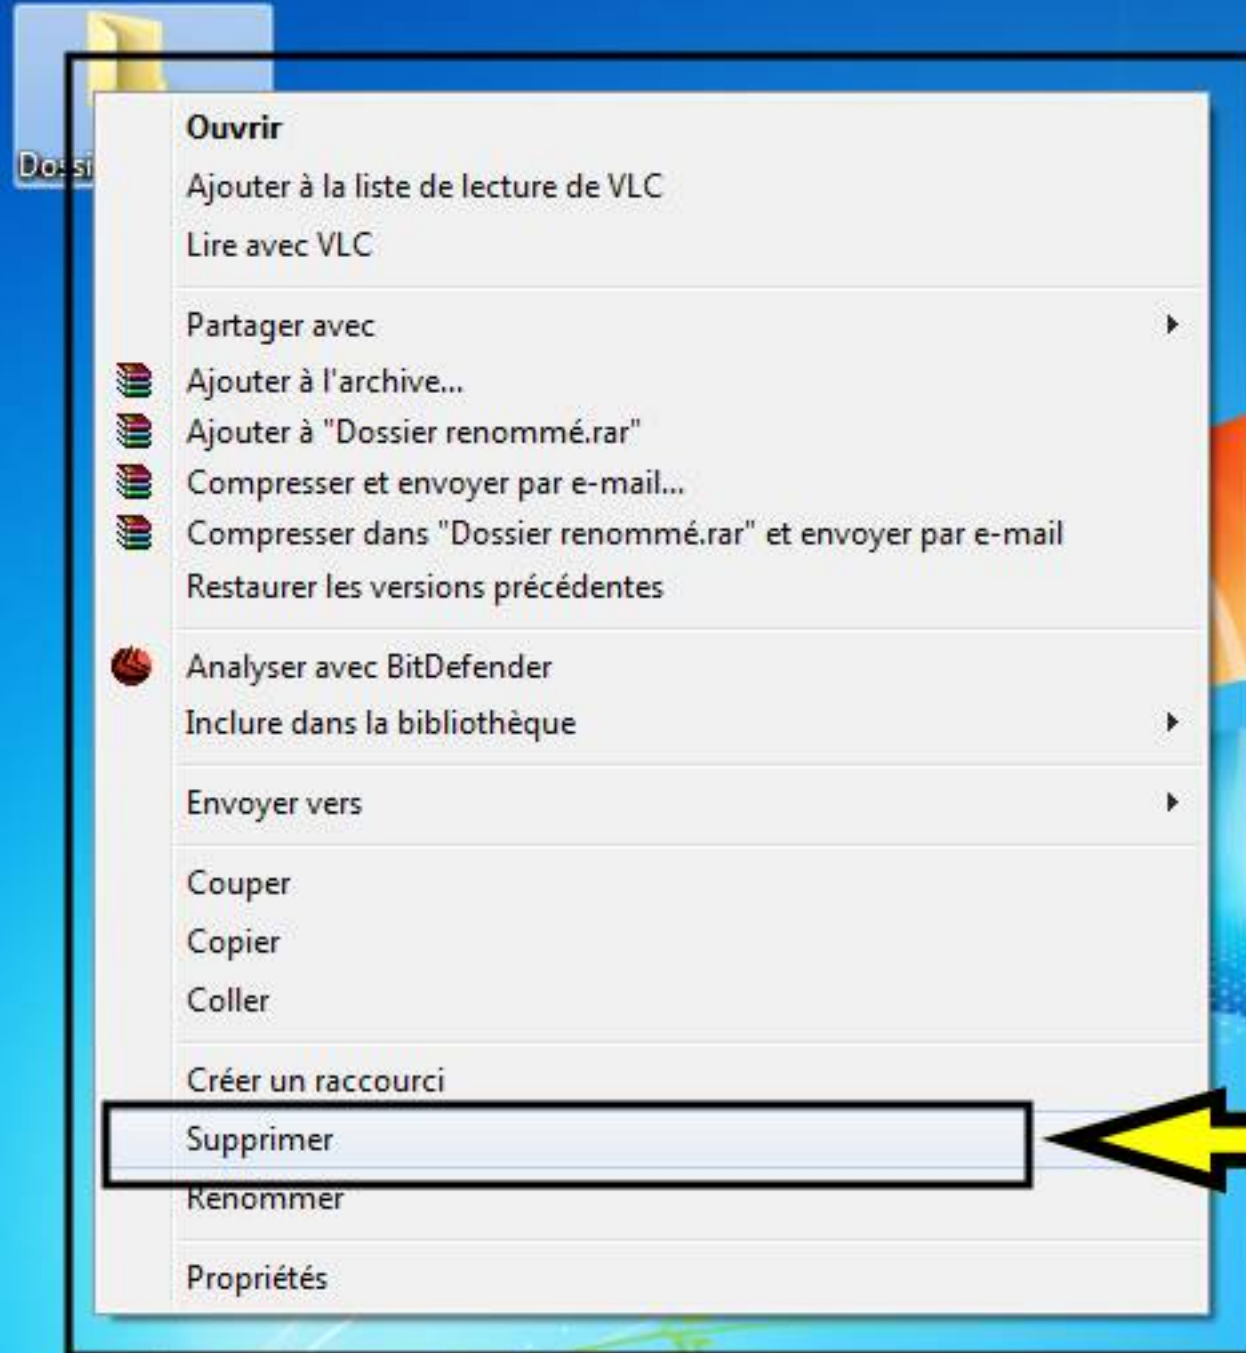 Dossi
Ouvrir
Ajouter à la liste de lecture de VLC
Lire avec VLC
Partager avec
Ajouter à l'archive...
Ajouter à "Dossier renommé.rar"
Compresser et envoyer par e-mail...
Compresser dans "Dossier renommé.rar" et envoyer par e-mail
Restaurer les versions précédentes
Analyser avec BitDefender
Inclure dans la bibliothèque
Envoyer vers
Couper
Copier
Coller
Créer un raccourci
Supprimer
Renommer
Propriétés